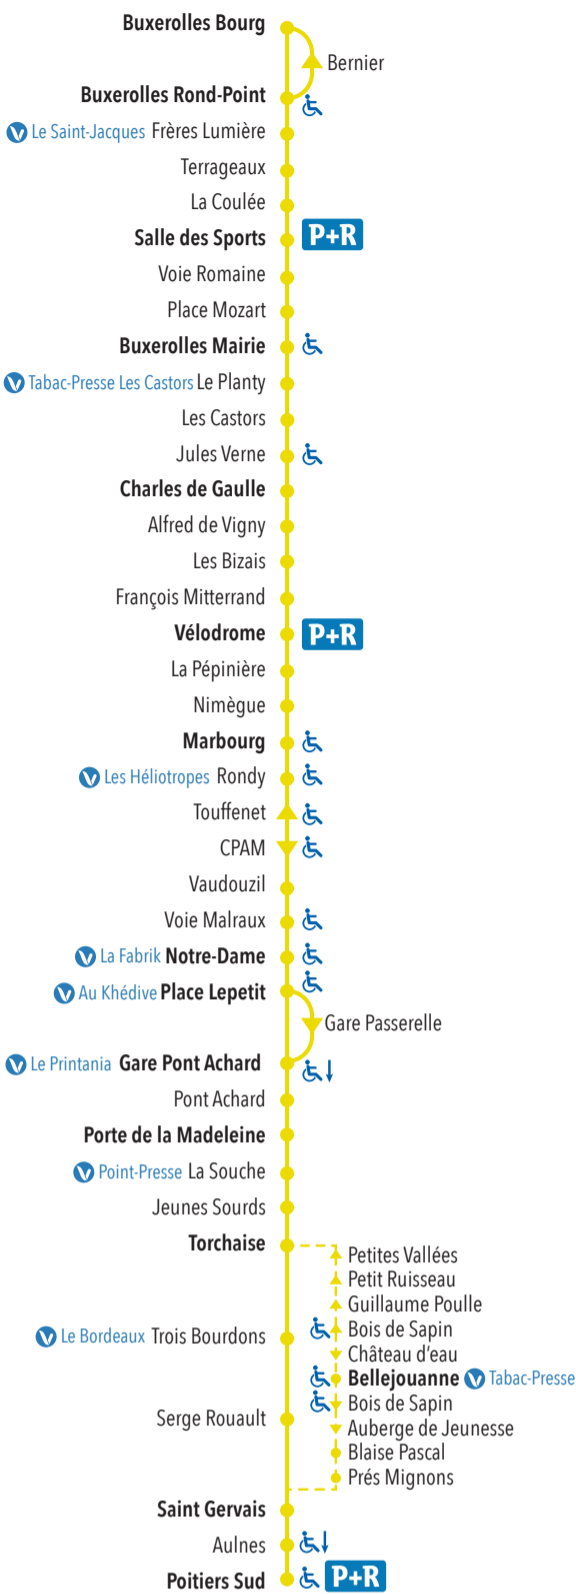 Buxerolles Bourg
Bernier
Buxerolles Rond-Point
Le Saint-Jacques Frères Lumière
Terrageaux
La Coulée
Salle des Sports P+R
Voie Romaine
Place Mozart
Buxerolles Mairie
Tabac-Presse Les Castors Le Planty
Les Castors
Jules Verne
Charles de Gaulle
Alfred de Vigny
Les Bizais
François Mitterrand
Vélodrome P+R
La Pépinière
Nimègue
Marbourg
Les Héliotropes Rondy
Touffenet
CPAM
Vaudouzil
Voie Malraux
La Fabrik Notre-Dame
Au Khédive Place Lepetit
Gare Passerelle
Le Printania Gare Pont Achard
Pont Achard
Porte de la Madeleine
Point-Presse La Souche
Jeunes Sourds
Torchaise
Petites Vallées
Petit Ruisseau
Guillaume Poulle
Bois de Sapin
Le Bordeaux Trois Bourdons
Château d'eau
Bellejouanne Tabac-Presse
Bois de Sapin
Serge Rouault
Auberge de Jeunesse
Blaise Pascal
Prés Mignons
Saint Gervais
Aulnes
Poitiers Sud P+R